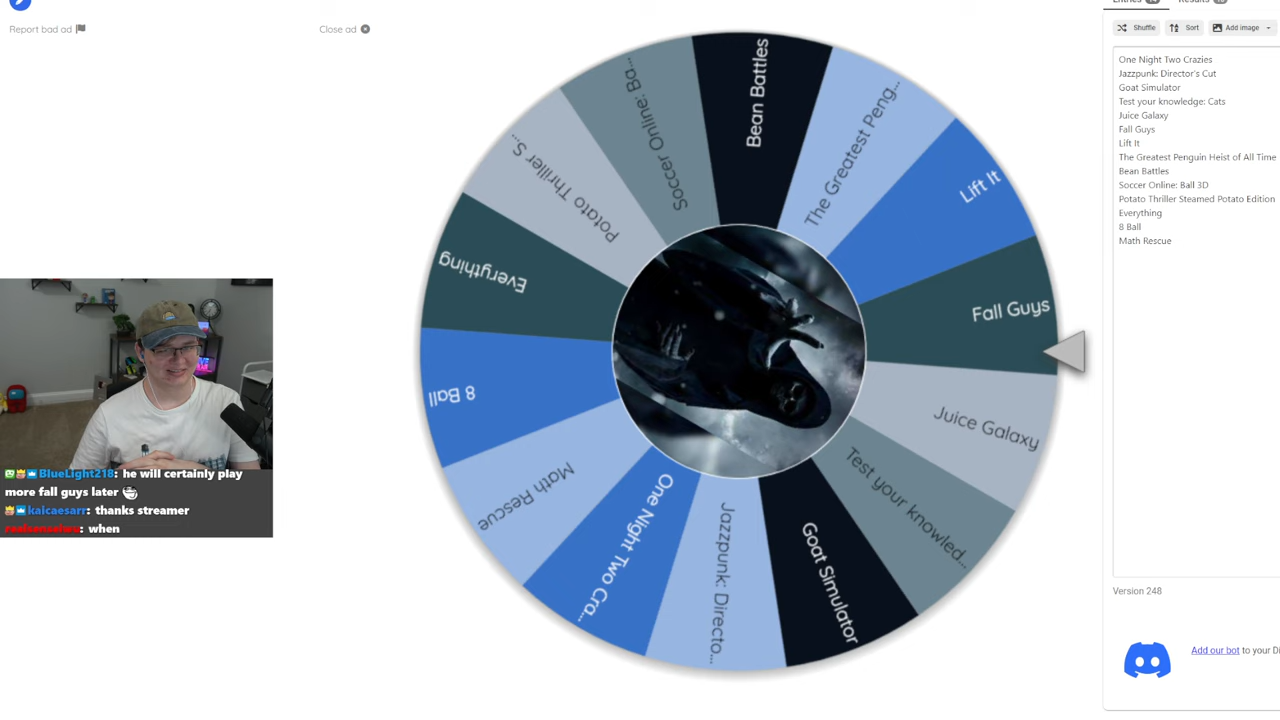 Report bad ad
Close ad
Shuffle
Sort
Add image
One Night Two Crazies
Jazzpunk: Director's Cut
Goat Simulator
Test your knowledge: Cats
Juice Galaxy
Fall Guys
Lift It
The Greatest Penguin Heist of All Time
Bean Battles
Soccer Online: Ball 3D
Potato Thriller Steamed Potato Edition
Everything
8 Ball
Math Rescue
Bean Battles
The Greatest Peng...
Lift It
Fall Guys
Juice Galaxy
Test your knowled...
Goat Simulator
Jazzpunk: Directo...
One Night Two Cra...
Math Rescue
8 Ball
Everything
Potato Thriller S...
Soccer Online: Ba...
BlueLight218: he will certainly play
more fall guys later
kaicaesarr: thanks streamer
when
Version 248
Add our bot to your Di